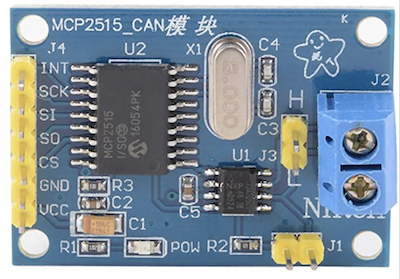 MCP2515_CAN模块
J4
U2
X1
C4
K
J2
INT
SCK
SI
SO
CS
GND
VCC
MCP2515
I/SO
16054PK
H
L
C3
U1
J3
R3
C2
C1
C5
R1
POW
R2
J1